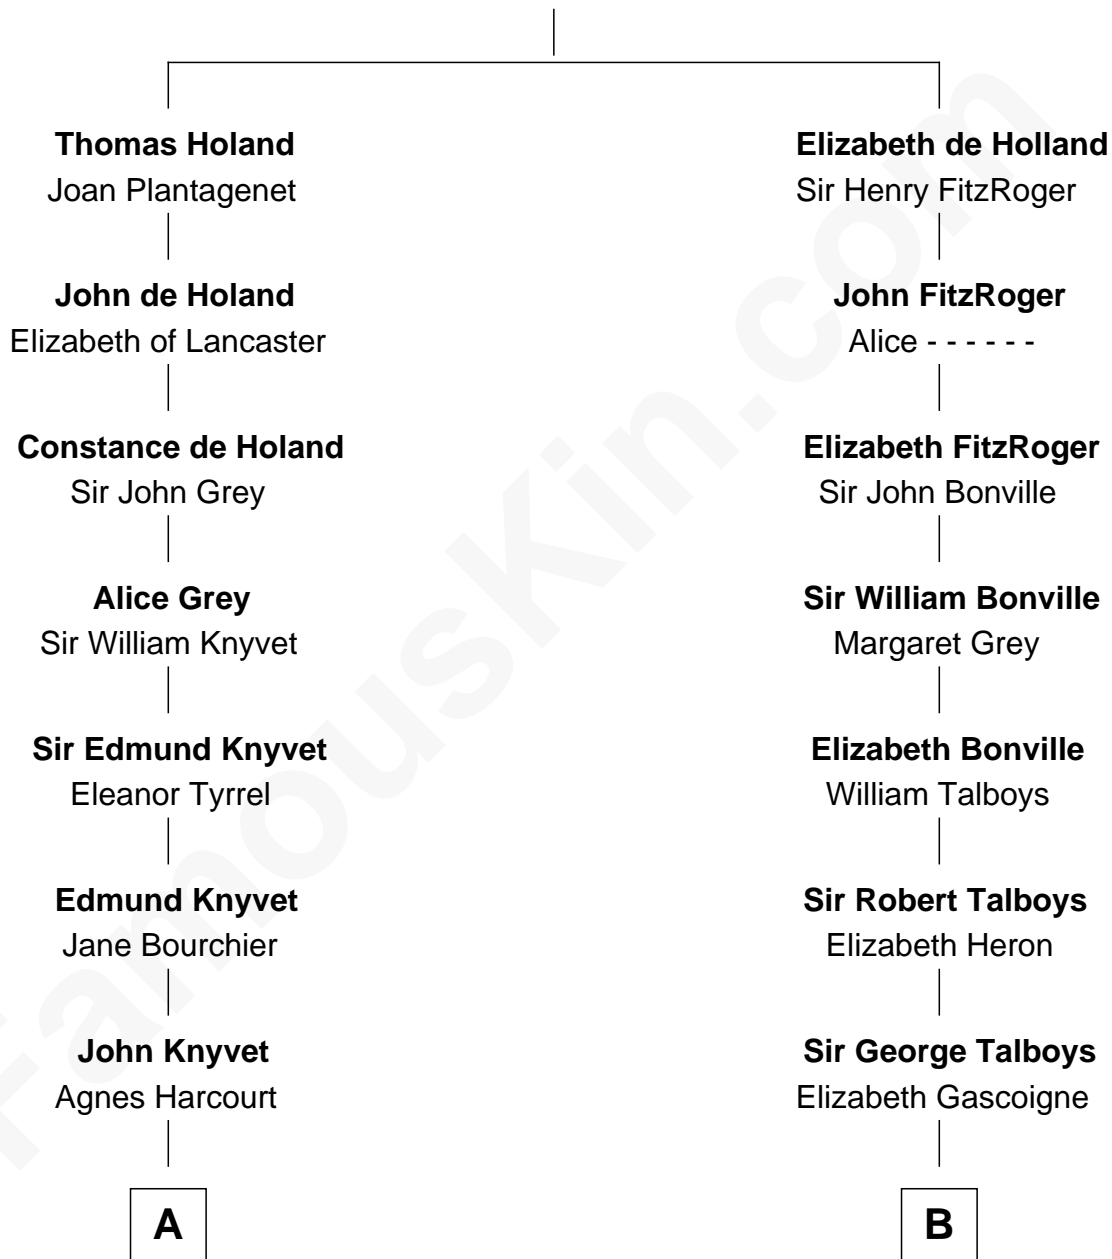 Thomas Holand
Joan Plantagenet
John de Holand
Elizabeth of Lancaster
Constance de Holand
Sir John Grey
Alice Grey
Sir William Knyvet
Sir Edmund Knyvet
Eleanor Tyrrel
Edmund Knyvet
Jane Bourchier
John Knyvet
Agnes Harcourt
A
Elizabeth de Holland
Sir Henry FitzRoger
John FitzRoger
Alice - - - - - -
Elizabeth FitzRoger
Sir John Bonville
Sir William Bonville
Margaret Grey
Elizabeth Bonville
William Talboys
Sir Robert Talboys
Elizabeth Heron
Sir George Talboys
Elizabeth Gascoigne
B
FamousKin.com